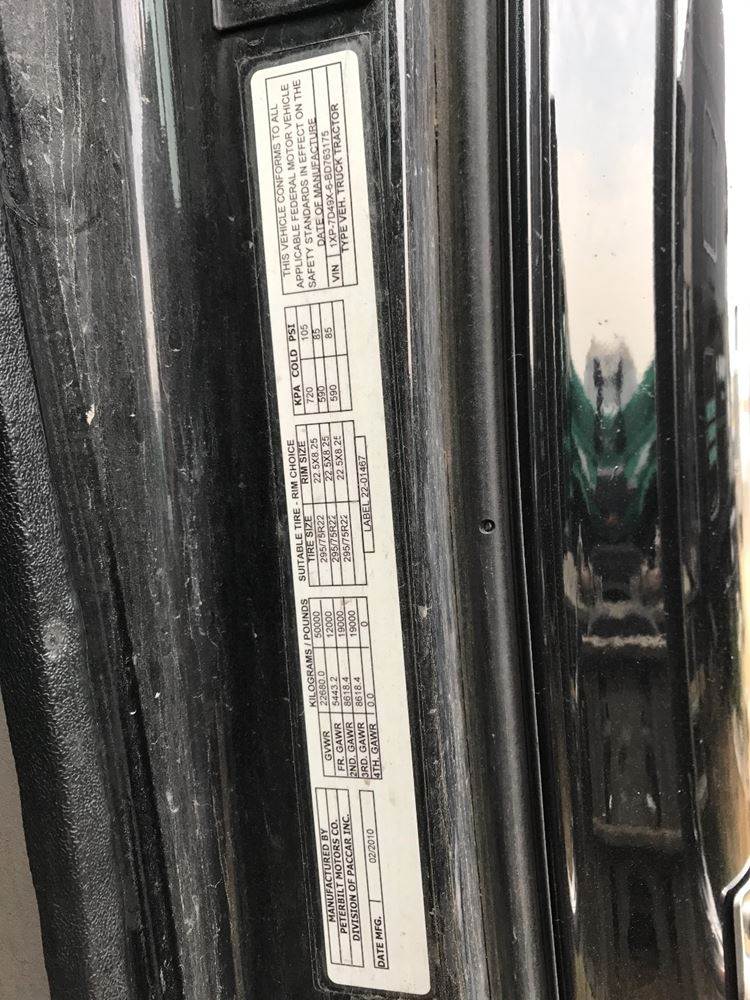 MANUFACTURED BY
PETERBILT MOTORS CO.
DIVISION OF PACCAR INC.
DATE MFG. 02/2010
KILOGRAMS / POUNDS
GVWR 22680.0 50000
FR. GAWR 5443.2 12000
2ND. GAWR 8618.4 19000
3RD. GAWR 8618.4 19000
4TH. GAWR 0.0 0
SUITABLE TIRE - RIM CHOICE
TIRE SIZE RIM SIZE
295/75R22 22.5X8.25
295/75R22 22.5X8.25
295/75R22 22.5X8.25
LABEL 22-01467
KPA COLD PSI
720 105
590 85
590 85
THIS VEHICLE CONFORMS TO ALL
APPLICABLE FEDERAL MOTOR VEHICLE
SAFETY STANDARDS IN EFFECT ON THE
DATE OF MANUFACTURE
VIN 1XP-7D49X-6-BD763175
TYPE VEH. TRUCK TRACTOR